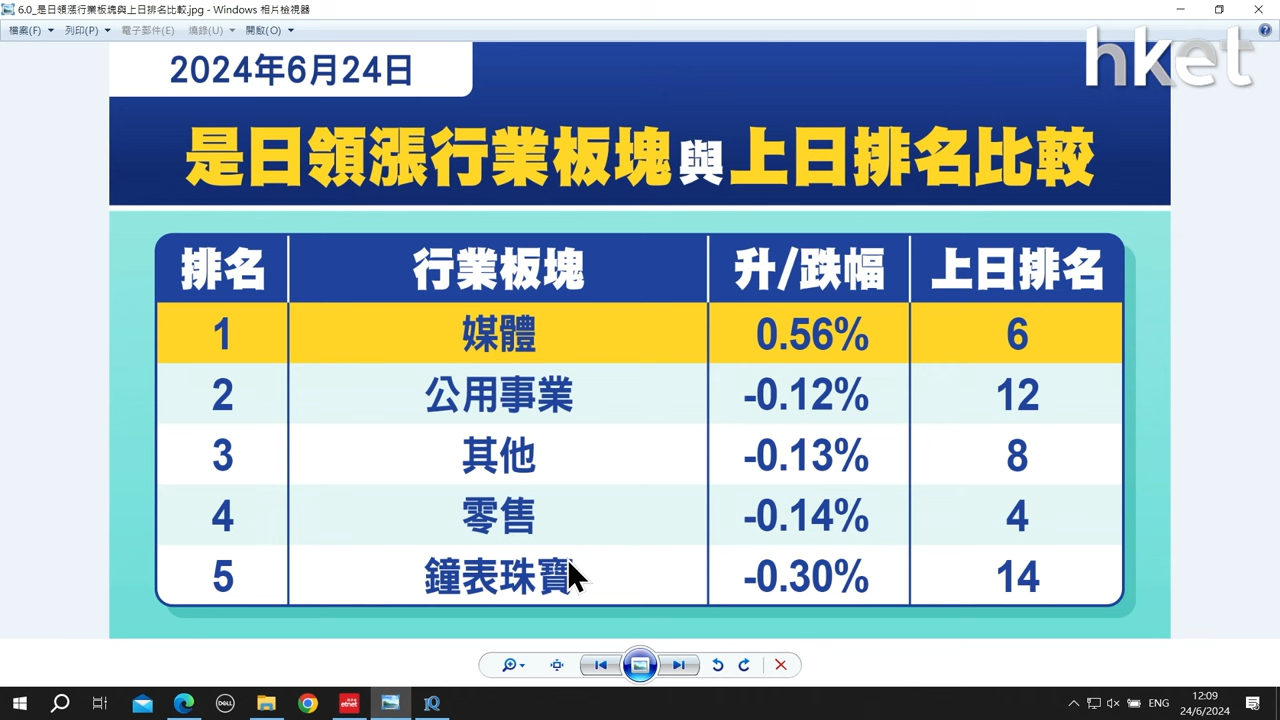 6.0_是日領漲行業板塊與上日排名比較.jpg - Windows 相片檢視器
檔案(F) 列印(P) 電子郵件(E) 燒錄(U) 開啟(O)
hket
2024年6月24日
是日領漲行業板塊與上日排名比較
排名 行業板塊 升/跌幅 上日排名
1 媒體 0.56% 6
2 公用事業 -0.12% 12
3 其他 -0.13% 8
4 零售 -0.14% 4
5 鐘表珠寶 -0.30% 14
DELL
etnet
IQ
ENG
12:09
24/6/2024